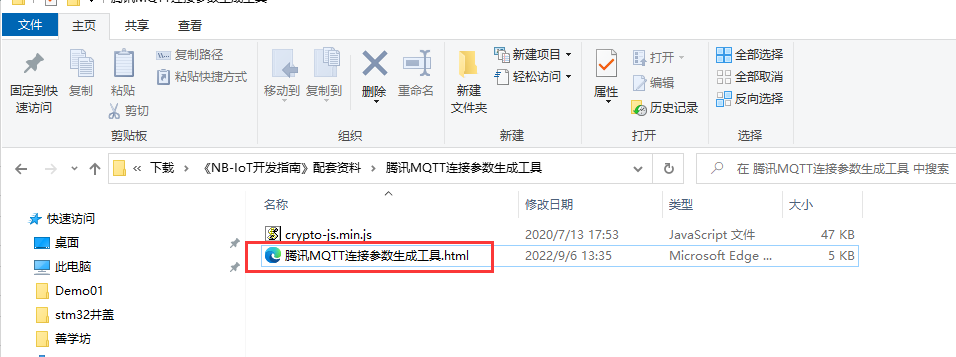 腾讯MQTT连接参数生成工具
文件 主页 共享 查看
固定到快速访问
复制
粘贴
复制路径
粘贴快捷方式
剪切
移动到
复制到
删除
重命名
新建文件夹
新建项目
轻松访问
属性
打开
编辑
历史记录
全部选择
全部取消
反向选择
剪贴板 组织 新建 打开 选择
« 下载 › 《NB-IoT开发指南》配套资料 › 腾讯MQTT连接参数生成工具
在 腾讯MQTT连接参数生成工具 中搜索
名称 修改日期 类型 大小
快速访问
桌面
此电脑
Demo01
stm32井盖
善学坊
crypto-js.min.js 2020/7/13 17:53 JavaScript 文件 47 KB
腾讯MQTT连接参数生成工具.html 2022/9/6 13:35 Microsoft Edge ... 5 KB